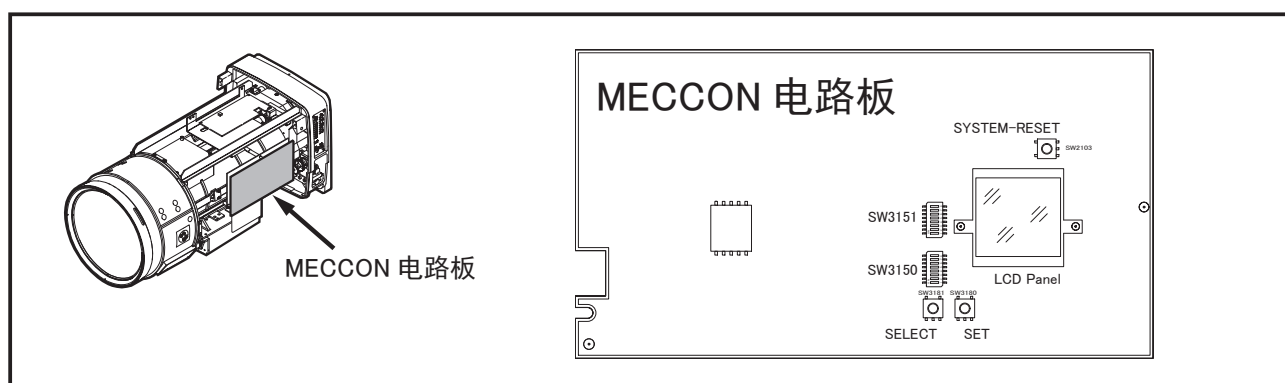 MECCON 电路板
MECCON 电路板
SYSTEM-RESET
SW2103
SW3151
SW3150
LCD Panel
SW3181 SW3180
SELECT SET